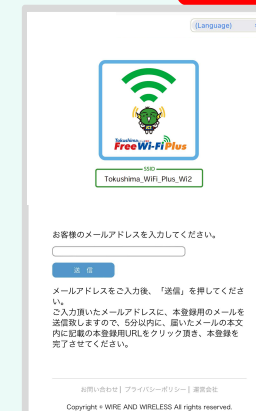 (Language)
Tokushima
Free Wi-Fi Plus
SSID
Tokushima_WiFi_Plus_Wi2
お客様のメールアドレスを入力してください。
送 信
メールアドレスをご入力後、「送信」を押してくださ
い。
ご入力頂いたメールアドレスに、本登録用のメールを
送信致しますので、5分以内に、届いたメールの本文
内に記載の本登録用URLをクリック頂き、本登録を
完了させてください。
お問い合わせ | プライバシーポリシー | 運営会社
Copyright © WIRE AND WIRELESS All rights reserved.